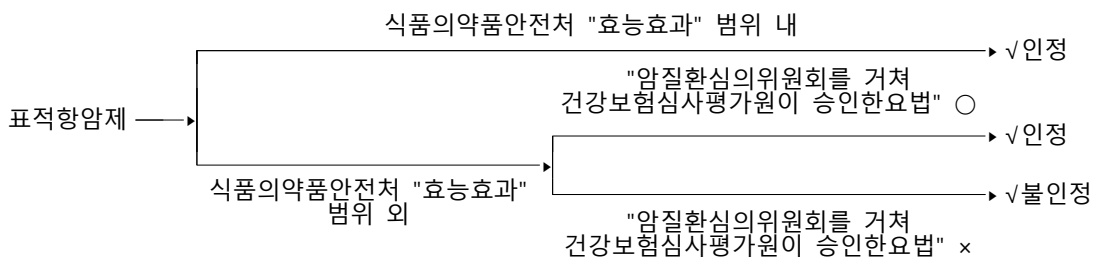 식품의약품안전처 "효능효과" 범위 내
√인정
"암질환심의위원회를 거쳐
건강보험심사평가원이 승인한요법" ○
표적항암제
√인정
식품의약품안전처 "효능효과"
범위 외
√불인정
"암질환심의위원회를 거쳐
건강보험심사평가원이 승인한요법" ×